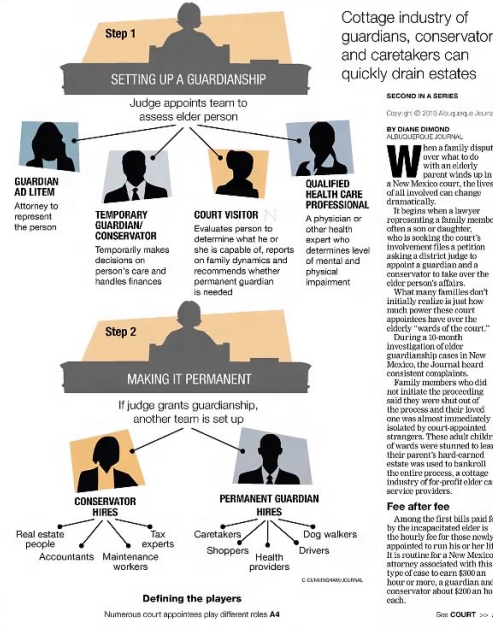 Step 1
SETTING UP A GUARDIANSHIP
Judge appoints team to
assess elder person
GUARDIAN
AD LITEM
Attorney to
represent
the person
TEMPORARY
GUARDIAN/
CONSERVATOR
Temporarily makes
decisions on
person's care and
handles finances
COURT VISITOR
Evaluates person to
determine what he or
she is capable of, reports
on family dynamics and
recommends whether
permanent guardian
is needed
QUALIFIED
HEALTH CARE
PROFESSIONAL
A physician or
other health
expert who
determines level
of mental and
physical
impairment
Step 2
MAKING IT PERMANENT
If judge grants guardianship,
another team is set up
CONSERVATOR
HIRES
Real estate
people
Accountants
Maintenance
workers
Tax
experts
PERMANENT GUARDIAN
HIRES
Caretakers
Shoppers
Health
providers
Drivers
Dog walkers
C. CUNNINGHAM/JOURNAL
Defining the players
Numerous court appointees play different roles A4
Cottage industry of
guardians, conservator
and caretakers can
quickly drain estates
SECOND IN A SERIES
Copyright © 2016 Albuquerque Journa
BY DIANE DIMOND
ALBUQUERQUE JOURNAL
When a family disput
over what to do
with an elderly
parent winds up in
a New Mexico court, the lives
of all involved can change
dramatically.
It begins when a lawyer
representing a family membe
often a son or daughter,
who is seeking the court's
involvement files a petition
asking a district judge to
appoint a guardian and a
conservator to take over the
elder person's affairs.
What many families don't
initially realize is just how
much power these court
appointees have over the
elderly "wards of the court."
During a 10-month
investigation of elder
guardianship cases in New
Mexico, the Journal heard
consistent complaints.
Family members who did
not initiate the proceeding
said they were shut out of
the process and their loved
one was almost immediately
isolated by court-appointed
strangers. These adult childr
of wards were stunned to lear
their parent's hard-earned
estate was used to bankroll
the entire process, a cottage
industry of for-profit elder ca
service providers.
Fee after fee
Among the first bills paid fo
by the incapacitated elder is
the hourly fee for those newly
appointed to run his or her lif
It is routine for a New Mexico
attorney associated with this
type of case to earn $300 an
hour or more, a guardian and
conservator about $200 an ho
each.
See COURT >>